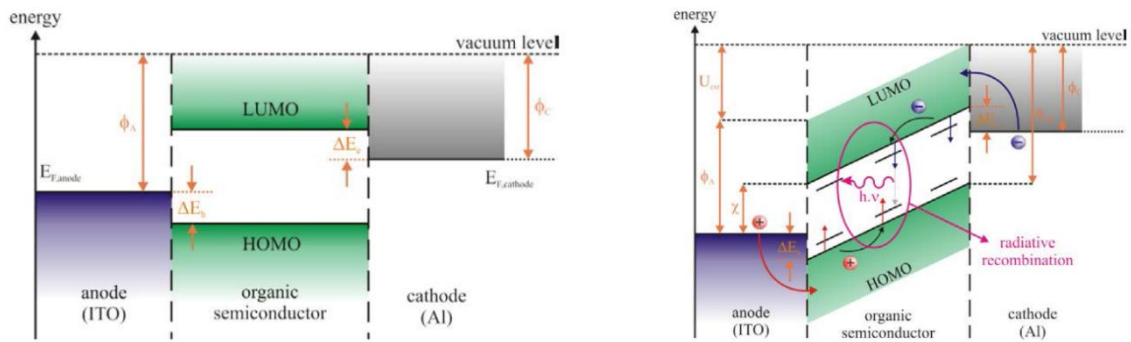 energy
vacuum level
LUMO
ϕA
ϕC
ΔEe
EF,anode
EF,cathode
ΔEh
HOMO
anode
(ITO)
organic
semiconductor
cathode
(Al)
energy
vacuum level
LUMO
ϕC
ϕA
χ
h.ν
HOMO
radiative
recombination
anode
(ITO)
organic
semiconductor
cathode
(Al)